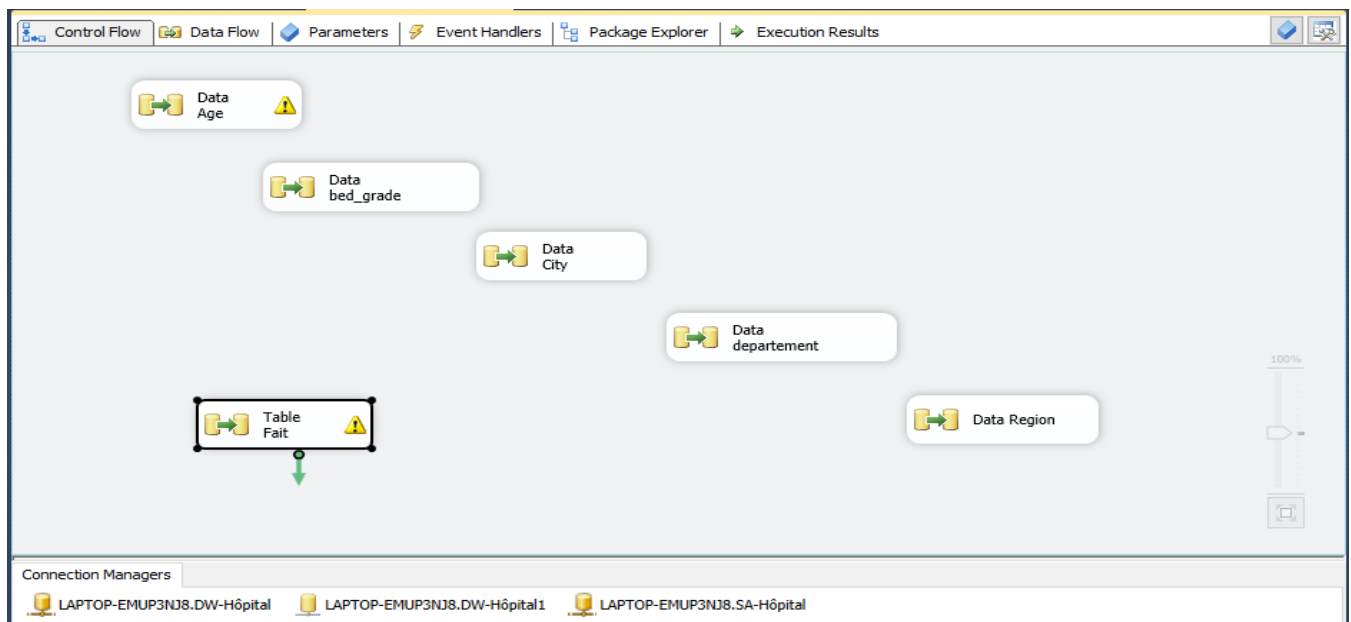 Control Flow Data Flow Parameters Event Handlers Package Explorer Execution Results
Data
Age
Data
bed_grade
Data
City
Data
departement
100%
Table
Fait
Data Region
Connection Managers
LAPTOP-EMUP3NJ8.DW-Hôpital LAPTOP-EMUP3NJ8.DW-Hôpital1 LAPTOP-EMUP3NJ8.SA-Hôpital